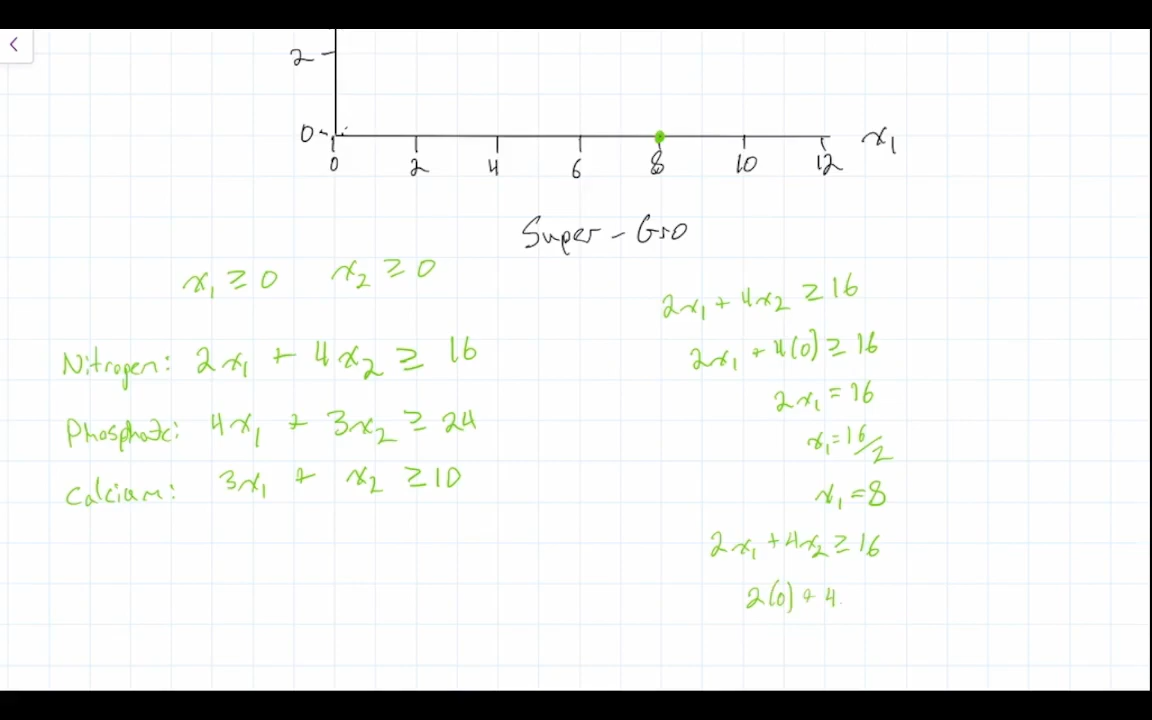 2
0
x₁
0 2 4 6 8 10 12
Super - Gro
x₁ ≥ 0 x₂ ≥ 0
Nitrogen: 2x₁ + 4x₂ ≥ 16
Phosphate: 4x₁ + 3x₂ ≥ 24
Calcium: 3x₁ + x₂ ≥ 10
2x₁ + 4x₂ ≥ 16
2x₁ + 4(0) ≥ 16
2x₁ = 16
x₁ = 16/2
x₁ = 8
2x₁ + 4x₂ ≥ 16
2(0) + 4